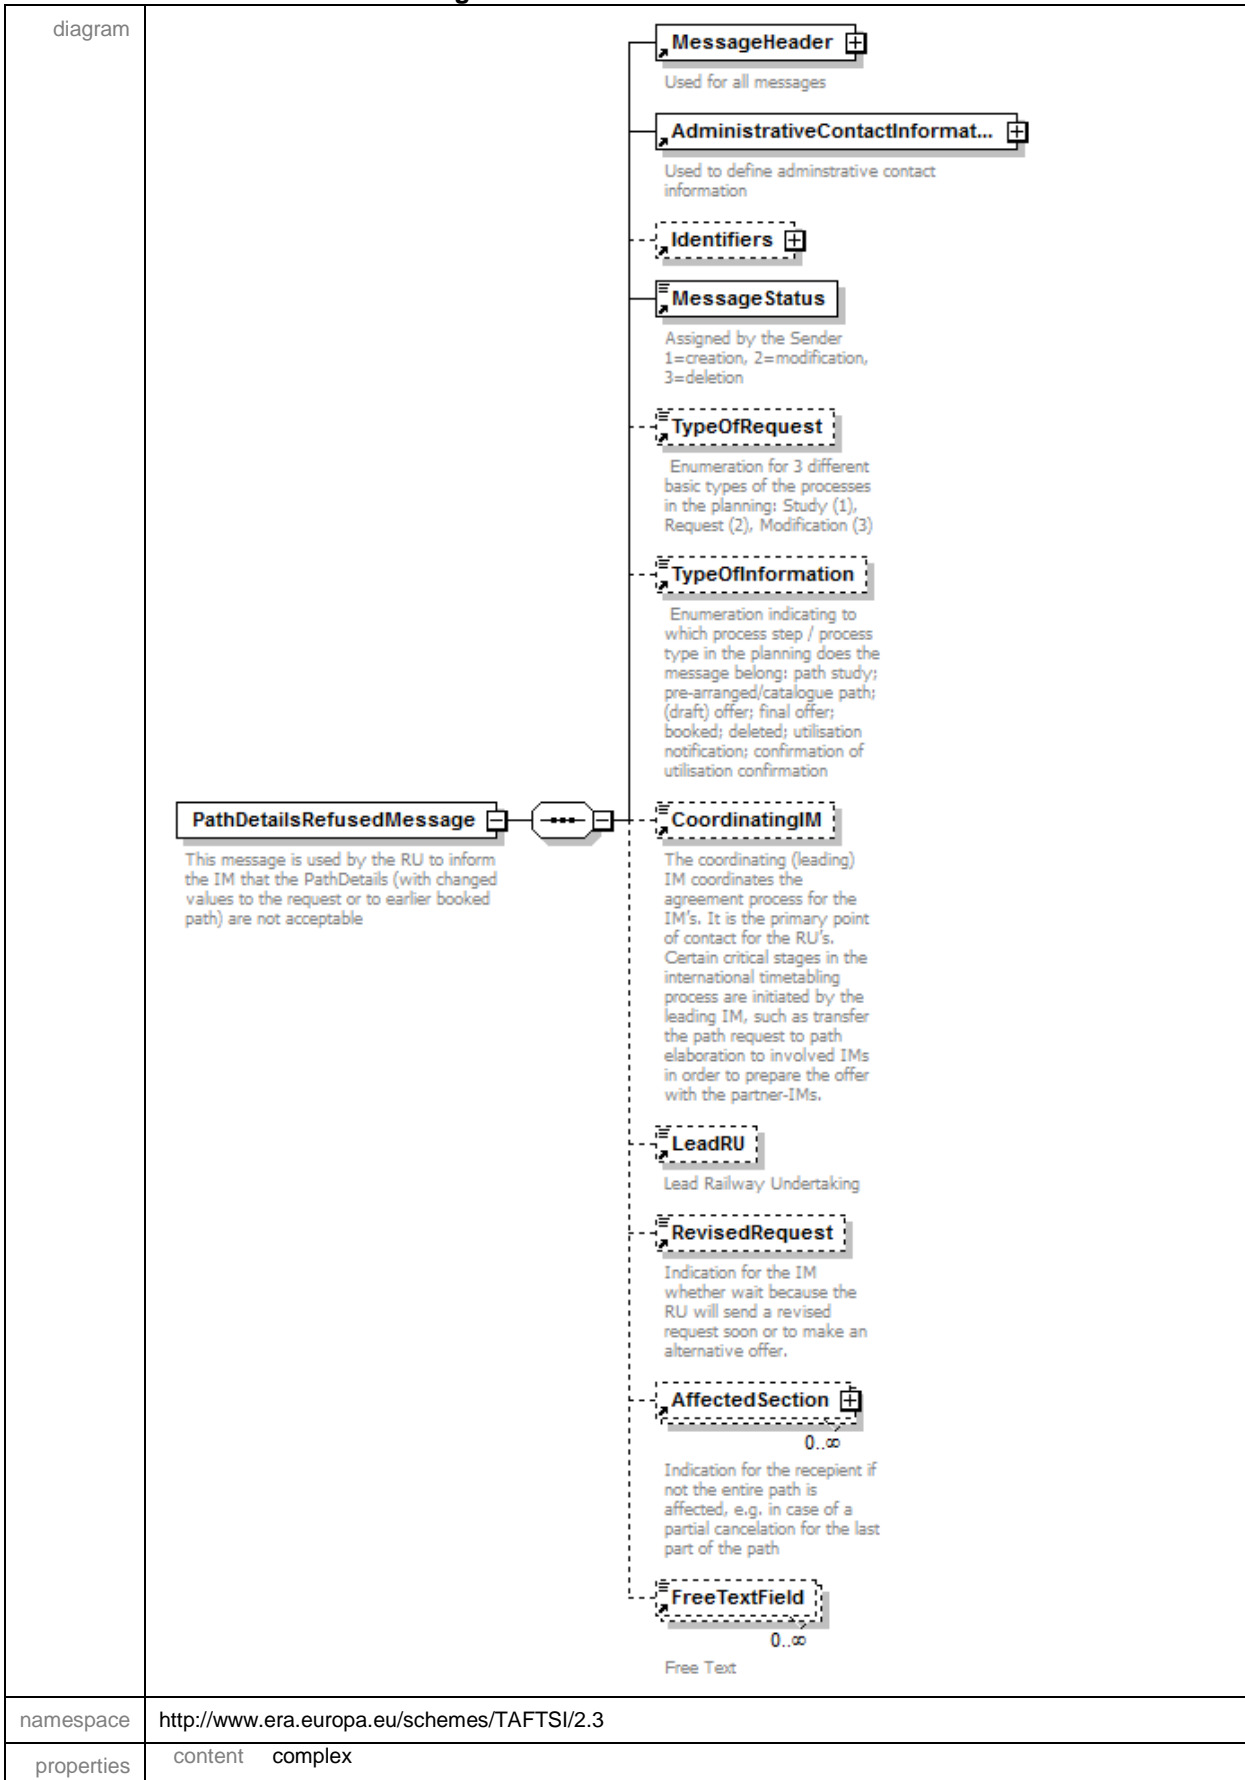 diagram
MessageHeader
Used for all messages
AdministrativeContactInformat...
Used to define adminstrative contact
information
Identifiers
MessageStatus
Assigned by the Sender
1=creation, 2=modification,
3=deletion
TypeOfRequest
Enumeration for 3 different
basic types of the processes
in the planning: Study (1),
Request (2), Modification (3)
TypeOfInformation
Enumeration indicating to
which process step / process
type in the planning does the
message belong: path study;
pre-arranged/catalogue path;
(draft) offer; final offer;
booked; deleted; utilisation
notification; confirmation of
utilisation confirmation
PathDetailsRefusedMessage
This message is used by the RU to inform
the IM that the PathDetails (with changed
values to the request or to earlier booked
path) are not acceptable
CoordinatingIM
The coordinating (leading)
IM coordinates the
agreement process for the
IM's. It is the primary point
of contact for the RU's.
Certain critical stages in the
international timetabling
process are initiated by the
leading IM, such as transfer
the path request to path
elaboration to involved IMs
in order to prepare the offer
with the partner-IMs.
LeadRU
Lead Railway Undertaking
RevisedRequest
Indication for the IM
whether wait because the
RU will send a revised
request soon or to make an
alternative offer.
AffectedSection
0..∞
Indication for the recepient if
not the entire path is
affected, e.g. in case of a
partial cancelation for the last
part of the path
FreeTextField
0..∞
Free Text
namespace http://www.era.europa.eu/schemes/TAFTSI/2.3
properties content complex